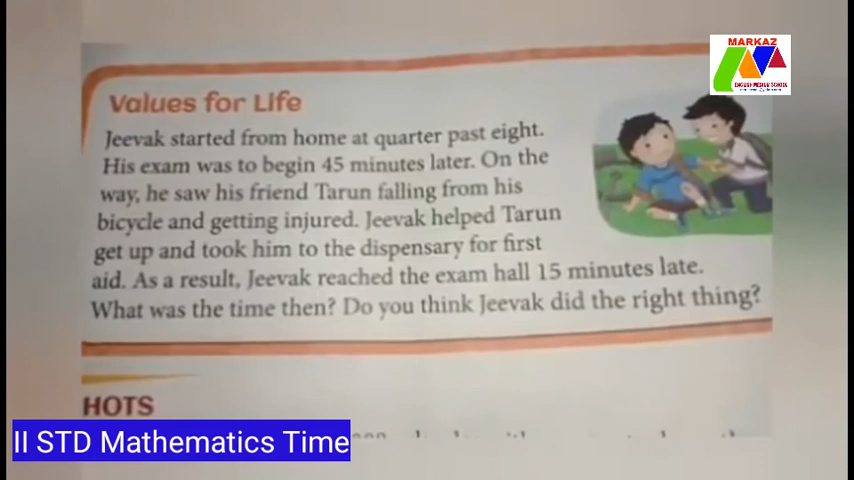 MARKAZ
ENGLISH MEDIUM SCHOOL
Values for Life
Jeevak started from home at quarter past eight.
His exam was to begin 45 minutes later. On the
way, he saw his friend Tarun falling from his
bicycle and getting injured. Jeevak helped Tarun
get up and took him to the dispensary for first
aid. As a result, Jeevak reached the exam hall 15 minutes late.
What was the time then? Do you think Jeevak did the right thing?
HOTS
II STD Mathematics Time